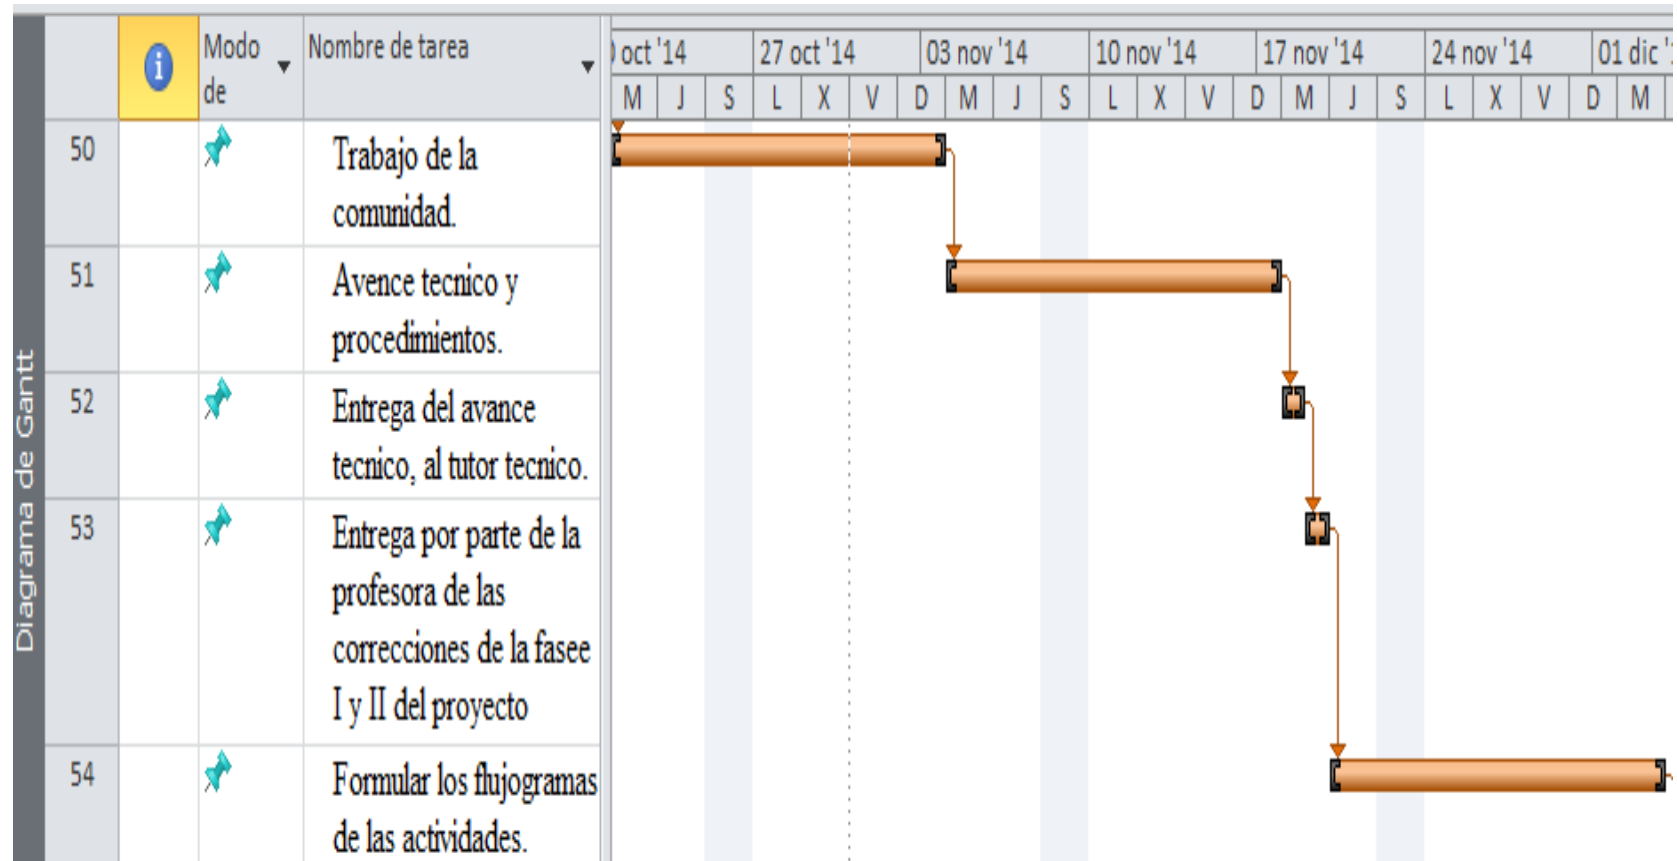 Modo de
Nombre de tarea
oct '14
27 oct '14
03 nov '14
10 nov '14
17 nov '14
24 nov '14
01 dic
M J S L X V D M J S L X V D M J S L X V D M
Diagrama de Gantt
50
Trabajo de la
comunidad.
51
Avence tecnico y
procedimientos.
52
Entrega del avance
tecnico, al tutor tecnico.
53
Entrega por parte de la
profesora de las
correcciones de la fasee
I y II del proyecto
54
Formular los flujogramas
de las actividades.